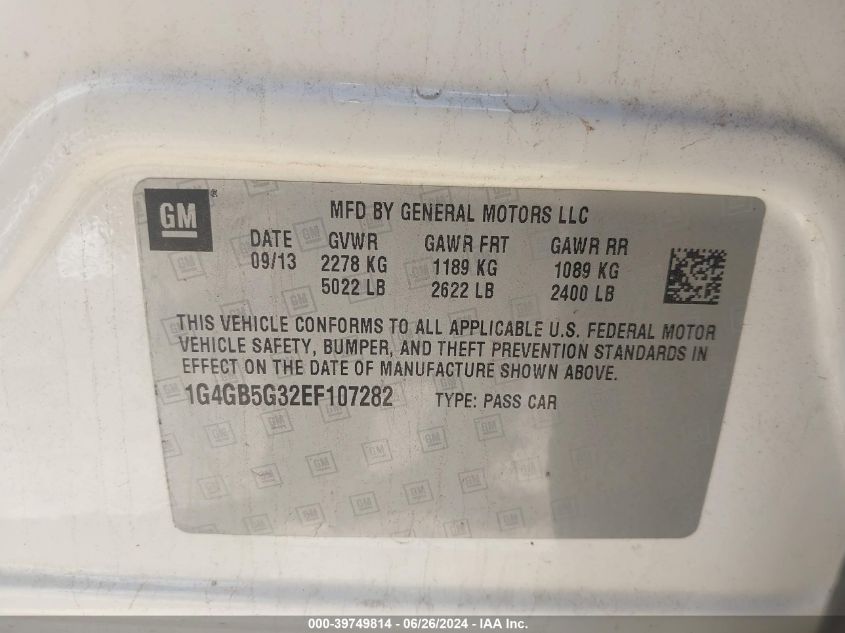 GM ®
MFD BY GENERAL MOTORS LLC
DATE GVWR GAWR FRT GAWR RR
09/13 2278 KG 1189 KG 1089 KG
5022 LB 2622 LB 2400 LB
THIS VEHICLE CONFORMS TO ALL APPLICABLE U.S. FEDERAL MOTOR
VEHICLE SAFETY, BUMPER, AND THEFT PREVENTION STANDARDS IN
EFFECT ON THE DATE OF MANUFACTURE SHOWN ABOVE.
1G4GB5G32EF107282 TYPE: PASS CAR
000-39749814 - 06/26/2024 - IAA Inc.